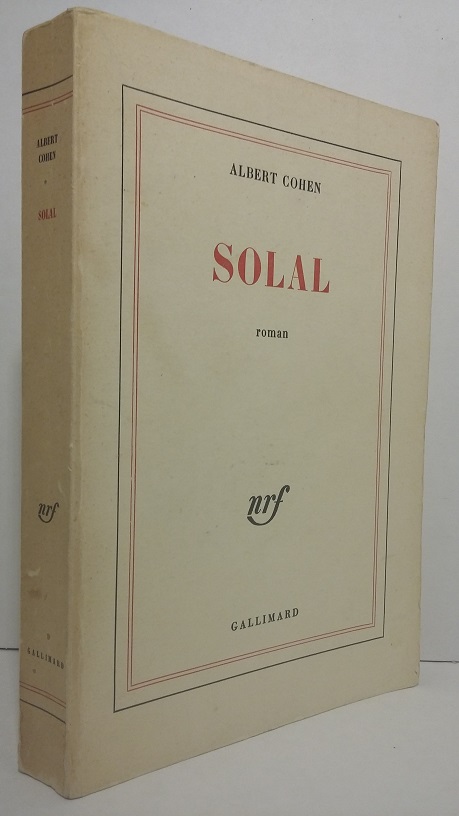 ALBERT
COHEN
SOLAL
nrf
GALLIMARD
ALBERT COHEN
SOLAL
roman
nrf
GALLIMARD